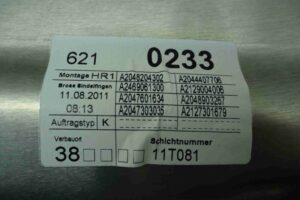 621 0233
Montage HR1 A2048204302 A2044407706
Brose Sindelfingen A2469061300 A2129004006
11.08.2011 A2047601634 A2048903267
08:13 A2047303035 A2127301679
Auftragstyp K
Verbauort Schichtnummer
38 11T081